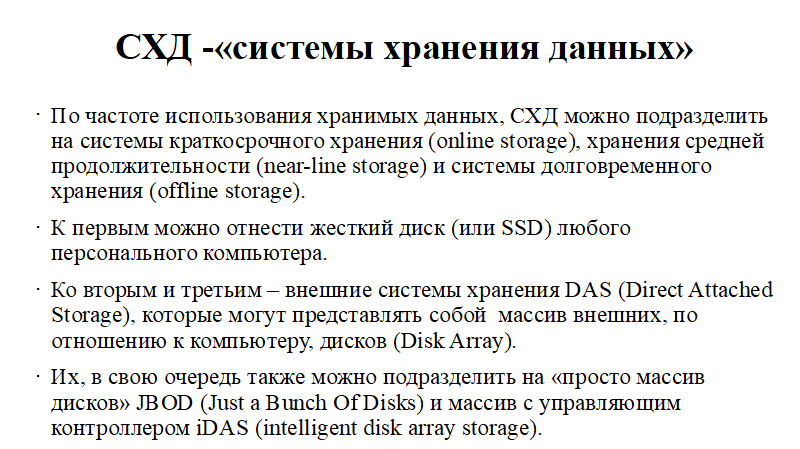 СХД -«системы хранения данных»
· По частоте использования хранимых данных, СХД можно подразделить
на системы краткосрочного хранения (online storage), хранения средней
продолжительности (near-line storage) и системы долговременного
хранения (offline storage).
· К первым можно отнести жесткий диск (или SSD) любого
персонального компьютера.
· Ко вторым и третьим – внешние системы хранения DAS (Direct Attached
Storage), которые могут представлять собой  массив внешних, по
отношению к компьютеру, дисков (Disk Array).
· Их, в свою очередь также можно подразделить на «просто массив
дисков» JBOD (Just a Bunch Of Disks) и массив с управляющим
контроллером iDAS (intelligent disk array storage).